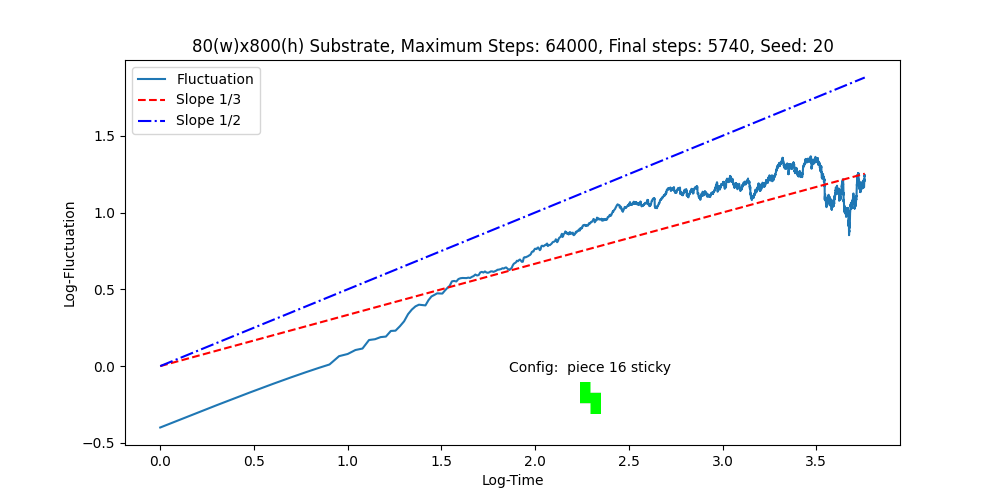 80(w)x800(h) Substrate, Maximum Steps: 64000, Final steps: 5740, Seed: 20
Fluctuation
Slope 1/3
Slope 1/2
Log-Fluctuation
1.5
1.0
0.5
0.0
−0.5
Config:  piece 16 sticky
0.0 0.5 1.0 1.5 2.0 2.5 3.0 3.5
Log-Time